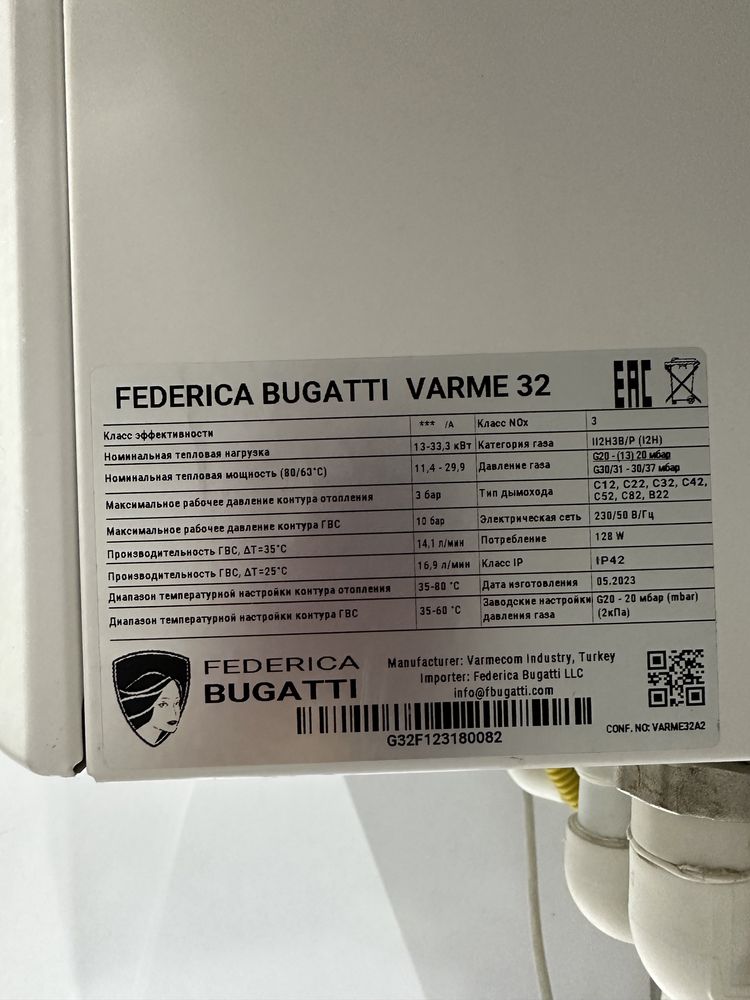 FEDERICA BUGATTI VARME 32
EAC
Класс эффективности *** /A Класс NOx 3
Номинальная тепловая нагрузка 13-33,3 кВт Категория газа II2H3B/P (I2H)
Номинальная тепловая мощность (80/63°C) 11,4 - 29,9 Давление газа G20 - (13) 20 мбар
G30/31 - 30/37 мбар
Максимальное рабочее давление контура отопления 3 бар Тип дымохода C12, C22, C32, C42,
C52, C82, B22
Максимальное рабочее давление контура ГВС 10 бар Электрическая сеть 230/50 В/Гц
Производительность ГВС, ΔT=35°C 14,1 л/мин Потребление 128 W
Производительность ГВС, ΔT=25°C 16,9 л/мин Класс IP IP42
Диапазон температурной настройки контура отопления 35-80 °C Дата изготовления 05.2023
Диапазон температурной настройки контура ГВС 35-60 °C Заводские настройки G20 - 20 мбар (mbar)
давления газа (2кПа)
FEDERICA
BUGATTI
Manufacturer: Varmecom Industry, Turkey
Importer: Federica Bugatti LLC
info@fbugatti.com
G32F123180082
CONF. NO: VARME32A2